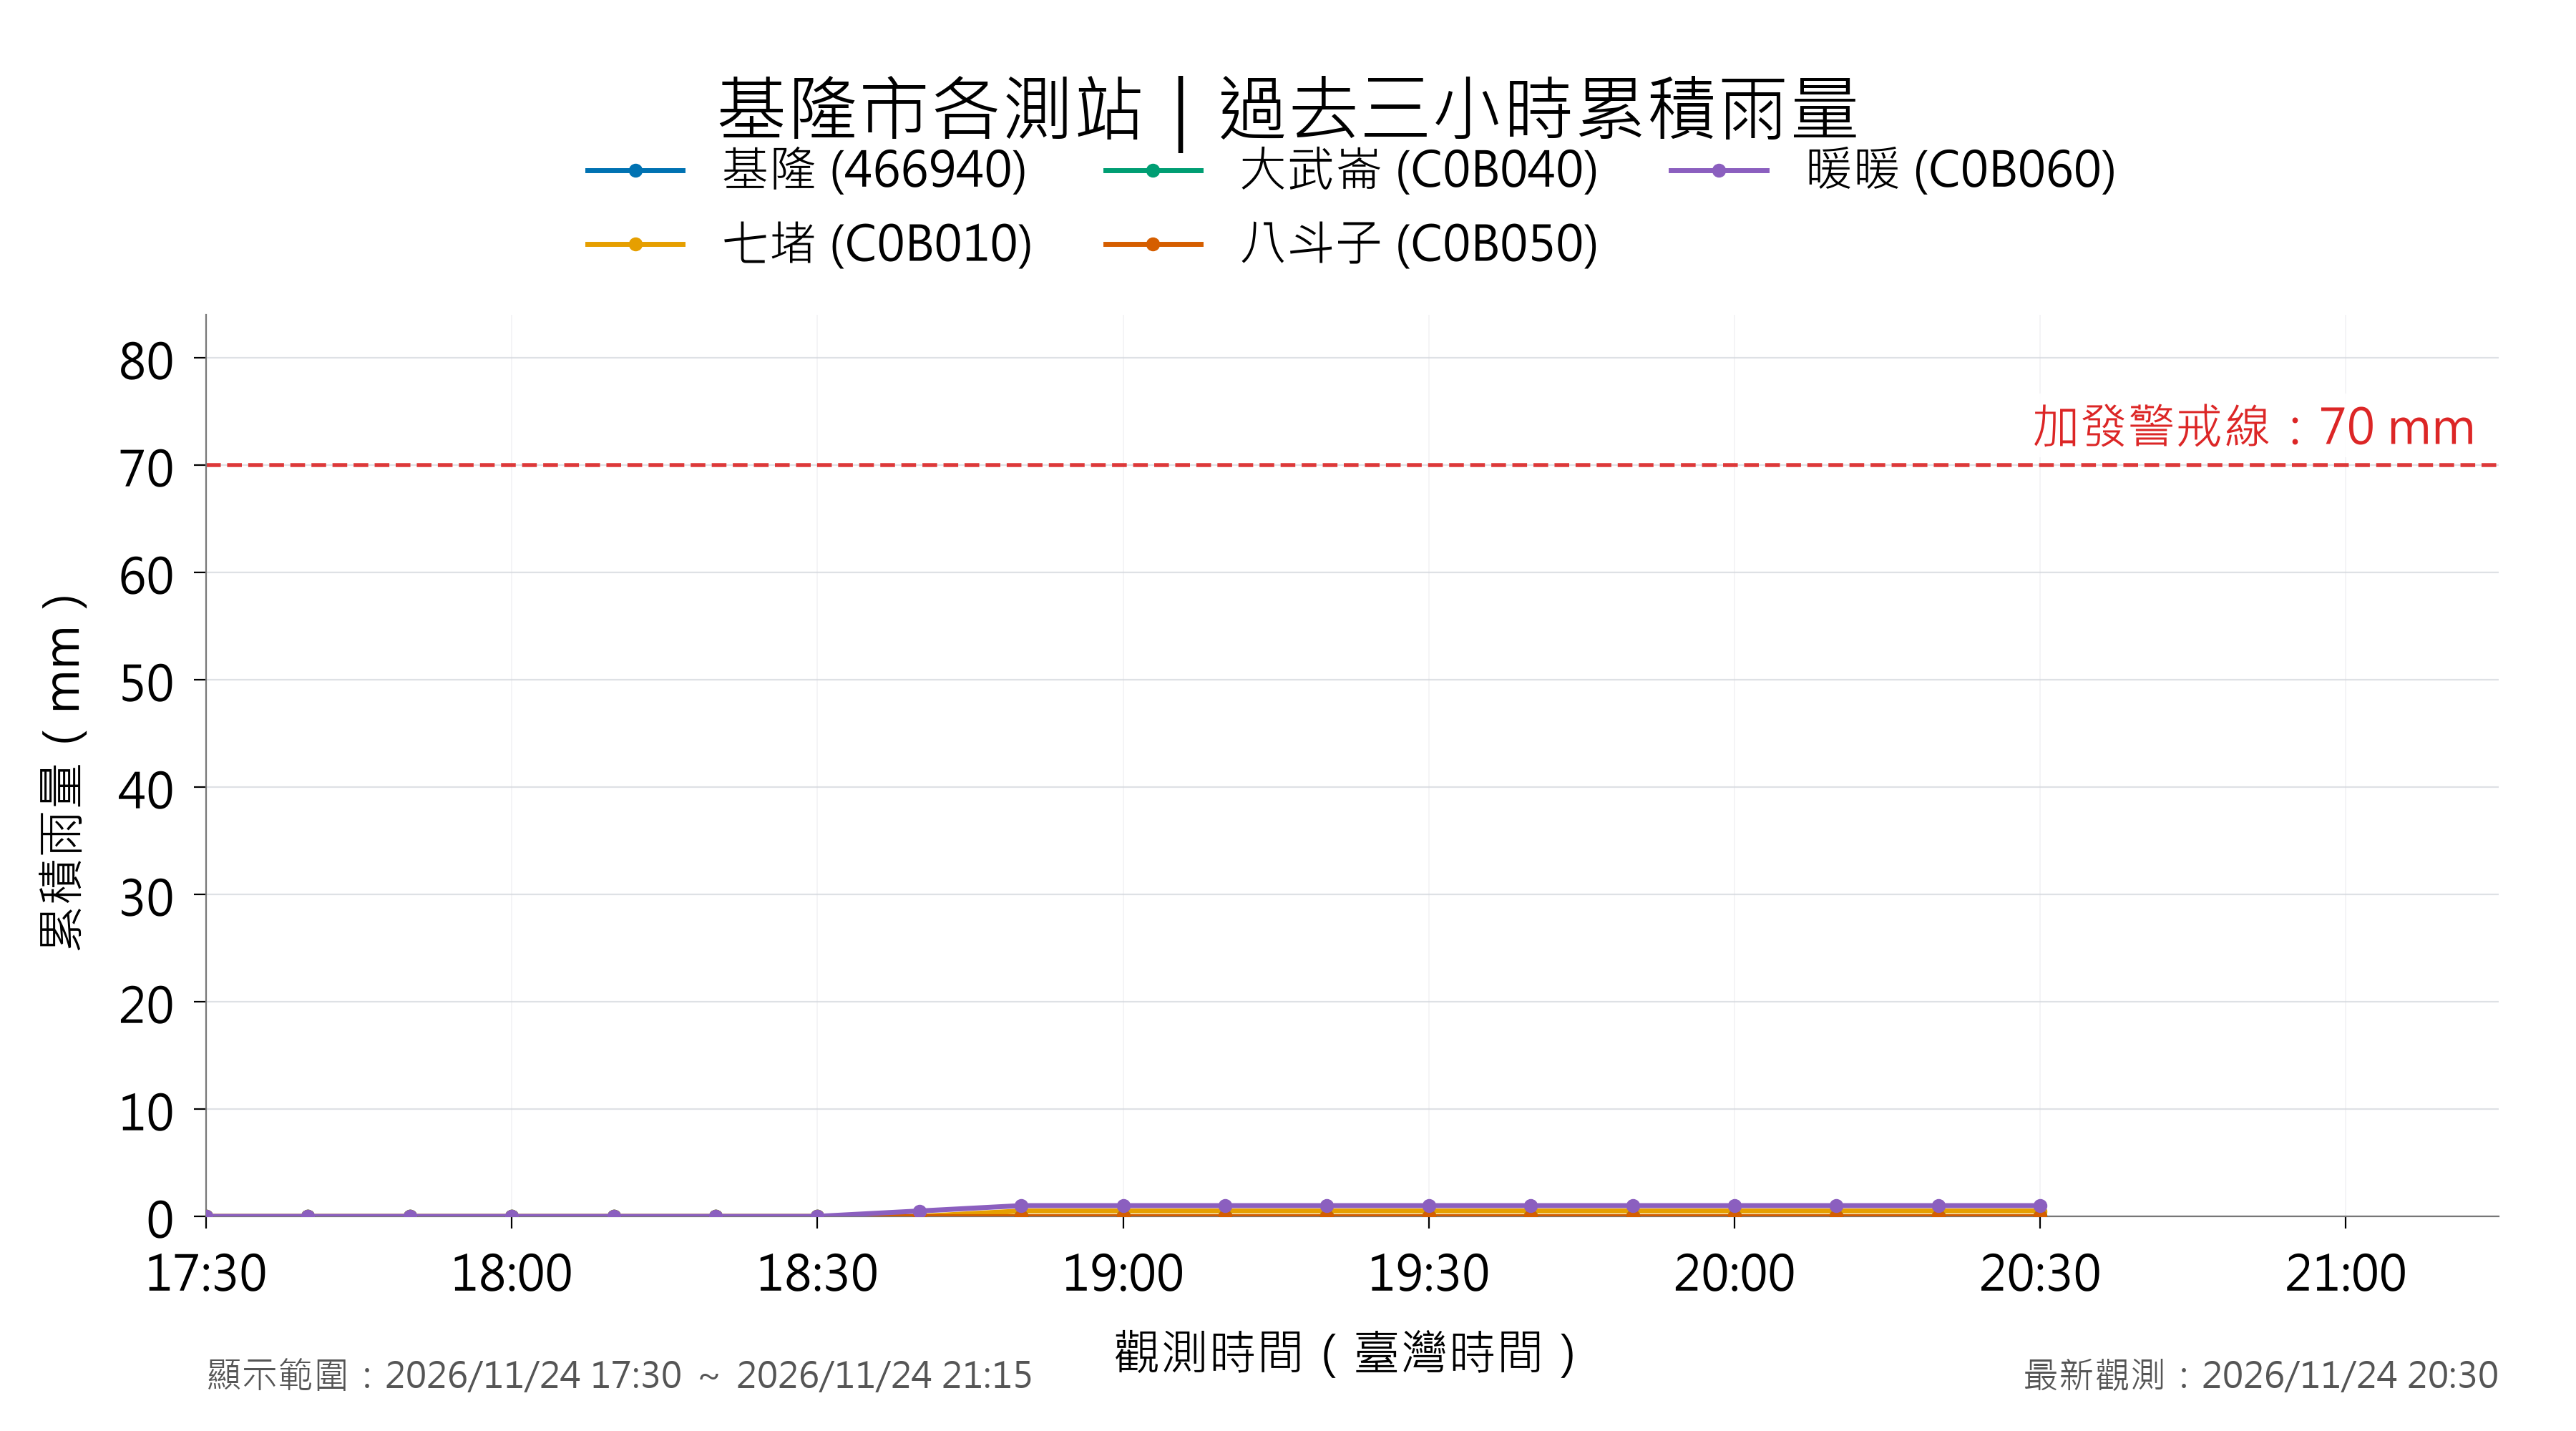 基隆市各測站｜過去三小時累積雨量
基隆 (466940)
大武崙 (C0B040)
暖暖 (C0B060)
七堵 (C0B010)
八斗子 (C0B050)
累積雨量（mm）
80
70
60
50
40
30
20
10
0
加發警戒線：70 mm
17:30 18:00 18:30 19:00 19:30 20:00 20:30 21:00
觀測時間（臺灣時間）
顯示範圍：2026/11/24 17:30 ~ 2026/11/24 21:15
最新觀測：2026/11/24 20:30